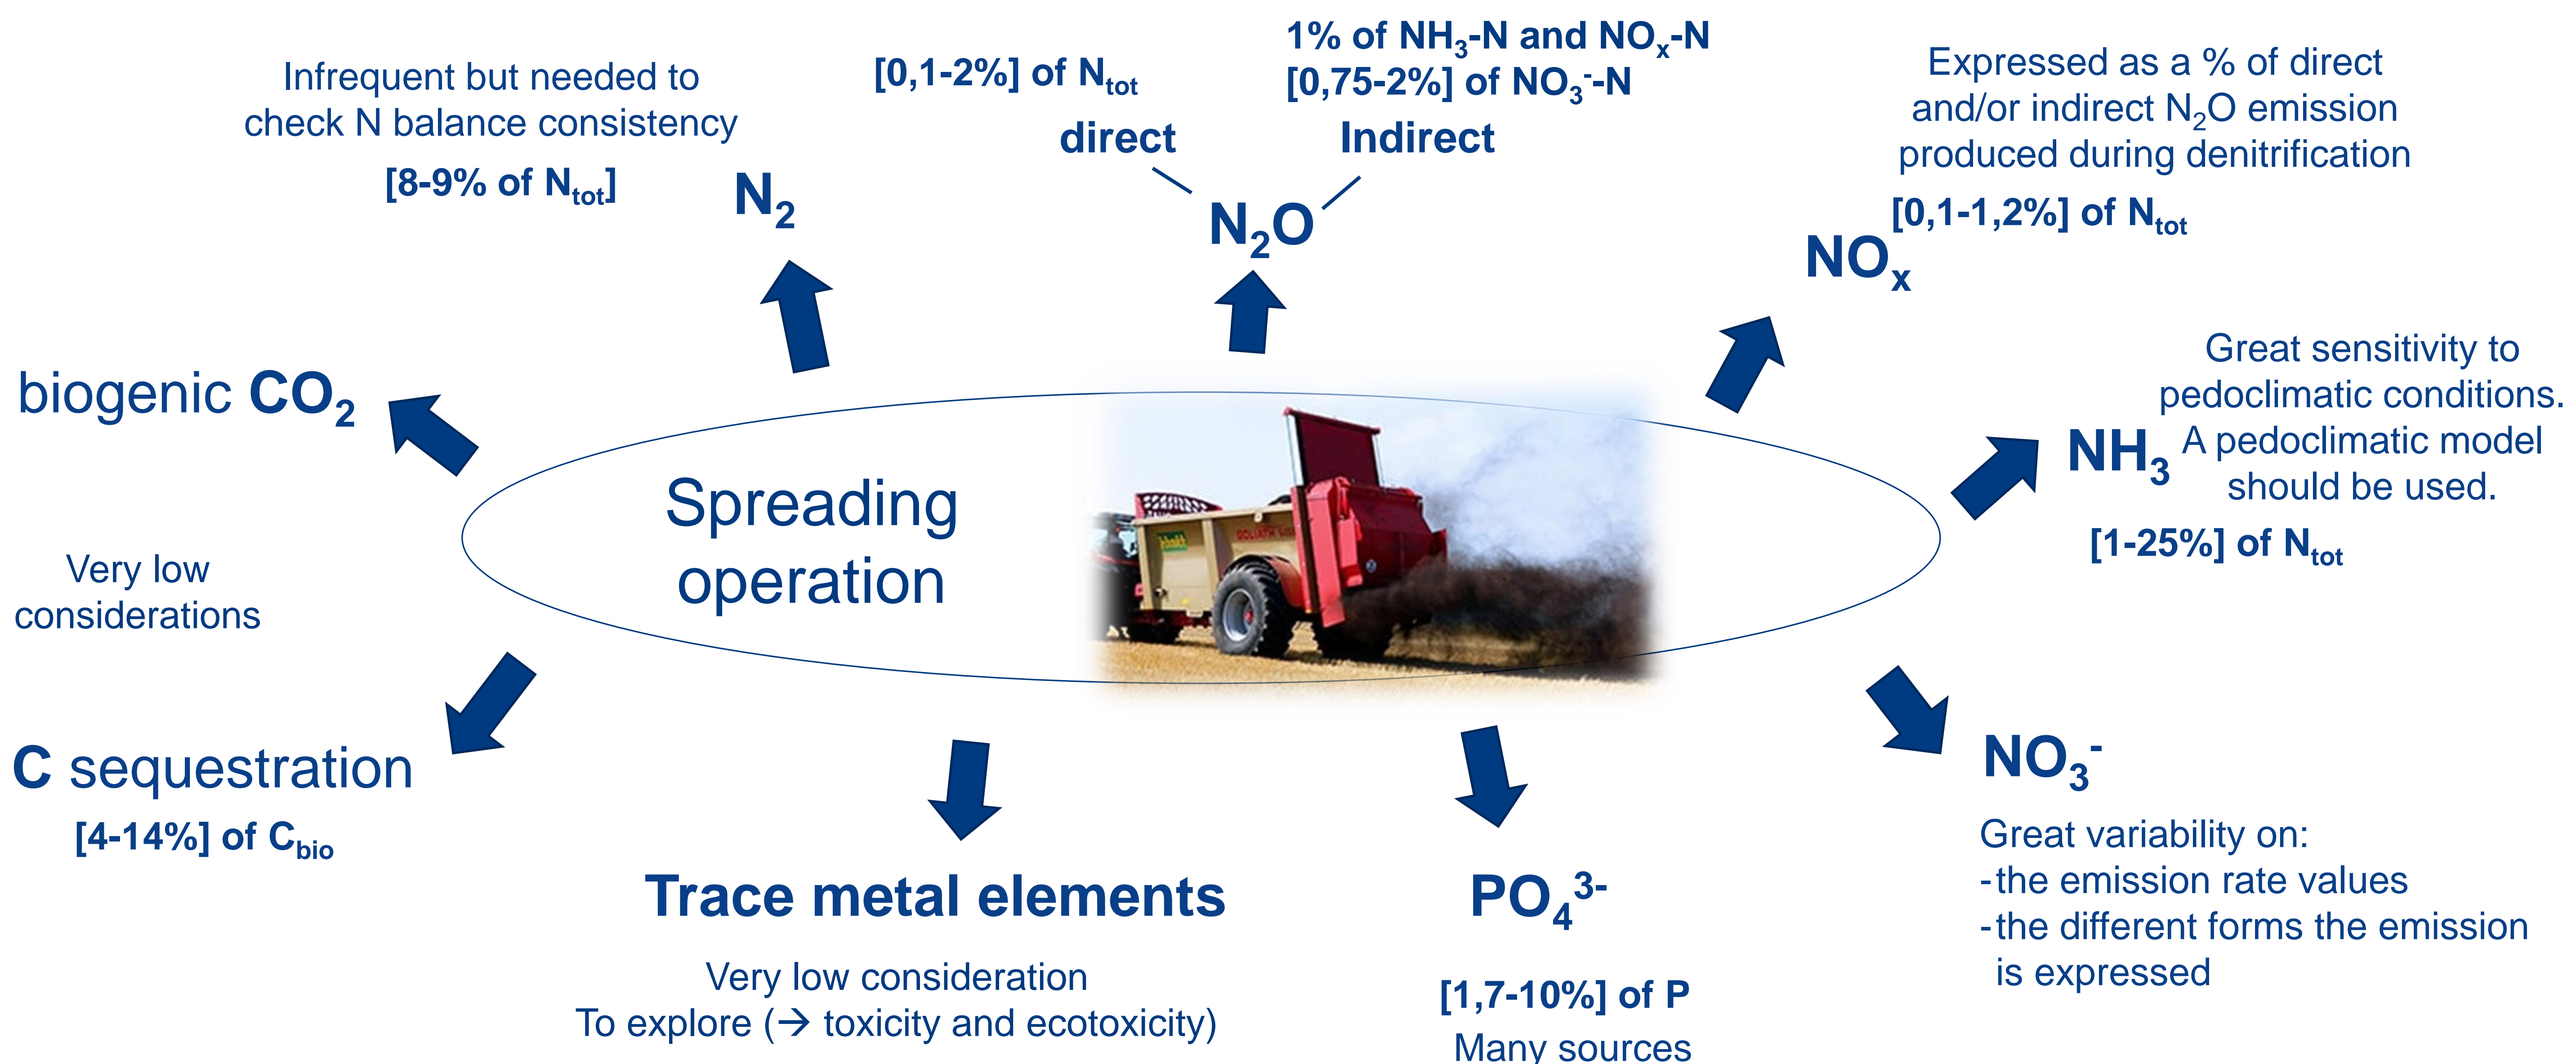 Infrequent but needed to
check N balance consistency
[8-9% of Ntot]
N2
[0,1-2%] of Ntot
direct
1% of NH3-N and NOx-N
[0,75-2%] of NO3^- -N
Indirect
N2O
Expressed as a % of direct
and/or indirect N2O emission
produced during denitrification
[0,1-1,2%] of Ntot
NOx
biogenic CO2
Great sensitivity to
pedoclimatic conditions.
A pedoclimatic model
should be used.
NH3
[1-25%] of Ntot
Spreading
operation
GOLIATH
Very low
considerations
C sequestration
[4-14%] of Cbio
Trace metal elements
Very low consideration
To explore (→ toxicity and ecotoxicity)
PO4^3-
[1,7-10%] of P
Many sources
NO3^-
Great variability on:
-the emission rate values
-the different forms the emission
is expressed